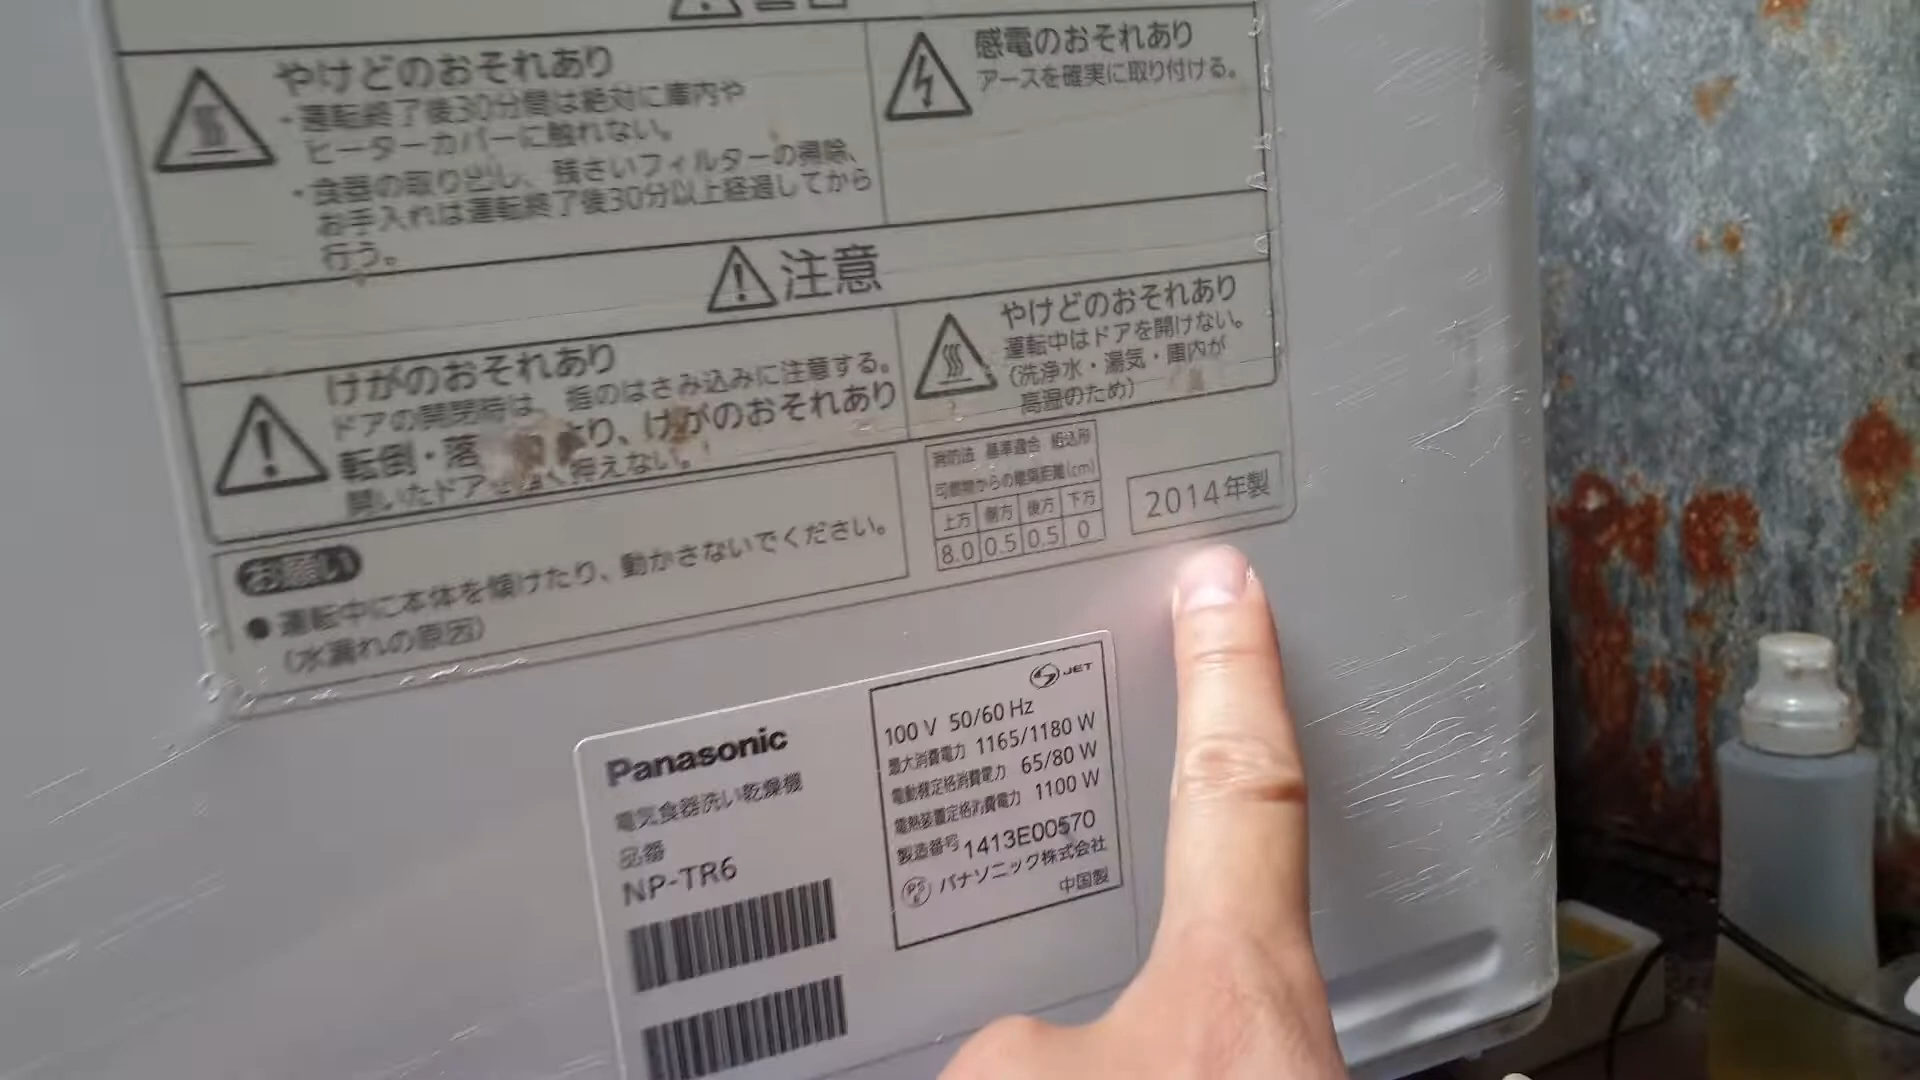 やけどのおそれあり
・運転終了後30分間は絶対に庫内や
ヒーターカバーに触れない。
・食器の取り出し、残さいフィルターの掃除、
お手入れは運転終了後30分以上経過してから
行う。
感電のおそれあり
アースを確実に取り付ける。
注意
けがのおそれあり
ドアの開閉時は、指のはさみ込みに注意する。
転倒・落 より、けがのおそれあり
開いたドアを強く押えない。
やけどのおそれあり
運転中はドアを開けない。
(洗浄水・湯気・庫内が
高温のため)
お願い
● 運転中に本体を傾けたり、動かさないでください。
(水漏れの原因)
消防法 基準適合 組込形
可燃物からの離隔距離(cm)
上方 側方 後方 下方
8.0 0.5 0.5 0
2014年製
Panasonic
電気食器洗い乾燥機
品番
NP-TR6
JET
100 V 50/60 Hz
最大消費電力 1165/1180 W
電動機定格消費電力 65/80 W
電熱装置定格消費電力 1100 W
製造番号 1413E00570
PS E パナソニック株式会社
中国製